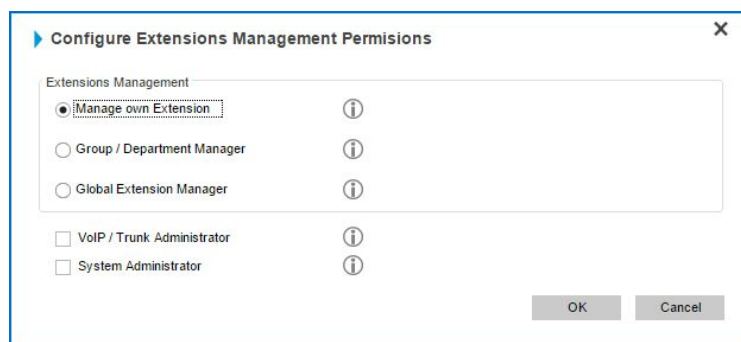 Configure Extensions Management Permisions
Extensions Management
Manage own Extension
Group / Department Manager
Global Extension Manager
VoIP / Trunk Administrator
System Administrator
OK Cancel